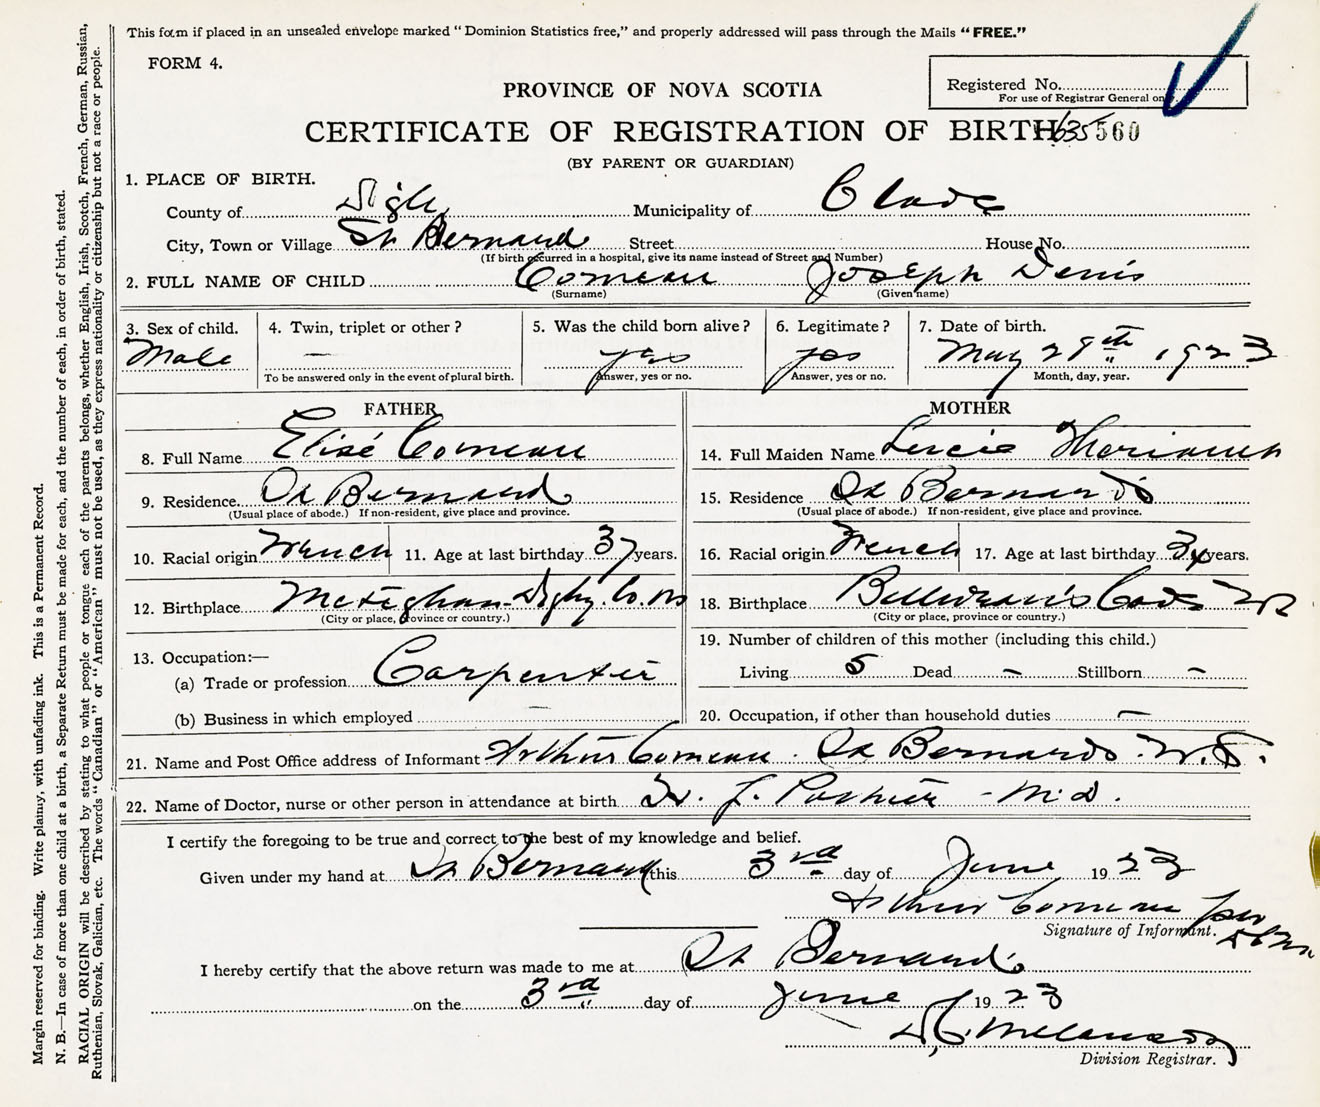 This form if placed in an unsealed envelope marked "Dominion Statistics free," and properly addressed will pass through the Mails "FREE."
FORM 4.
Registered No.
For use of Registrar General only.
PROVINCE OF NOVA SCOTIA
CERTIFICATE OF REGISTRATION OF BIRTH 635560
(BY PARENT OR GUARDIAN)
1. PLACE OF BIRTH.
County of Digby Municipality of Clare
City, Town or Village St Bernard Street House No.
(If birth occurred in a hospital, give its name instead of Street and Number)
2. FULL NAME OF CHILD Comeau Joseph Denis
(Surname) (Given name)
3. Sex of child. 4. Twin, triplet or other? 5. Was the child born alive? 6. Legitimate? 7. Date of birth.
Male — yes yes May 29th 1923
To be answered only in the event of plural birth. Answer, yes or no. Answer, yes or no. Month, day, year.
FATHER
8. Full Name Elisé Comeau
9. Residence St Bernard
(Usual place of abode.) If non-resident, give place and province.
10. Racial origin French 11. Age at last birthday 37 years.
12. Birthplace Meteghan Digby Co. NS
(City or place, province or country.)
13. Occupation:—
(a) Trade or profession Carpenter
(b) Business in which employed —
MOTHER
14. Full Maiden Name Lucie
15. Residence St Bernard
(Usual place of abode.) If non-resident, give place and province.
16. Racial origin French 17. Age at last birthday years.
18. Birthplace Belliveau's Cove NS
(City or place, province or country.)
19. Number of children of this mother (including this child.)
Living 5 Dead — Stillborn —
20. Occupation, if other than household duties —
21. Name and Post Office address of Informant Arthur Comeau St Bernard N.S.
22. Name of Doctor, nurse or other person in attendance at birth M.D.
I certify the foregoing to be true and correct to the best of my knowledge and belief.
Given under my hand at St Bernard this 3rd day of June 1923
Arthur Comeau per
Signature of Informant.
I hereby certify that the above return was made to me at St Bernard
on the 3rd day of June 1923
Melanson
Division Registrar.
Margin reserved for binding. Write plainly, with unfading ink. This is a Permanent Record.
N. B.—In case of more than one child at a birth, a Separate Return must be made for each, and the number of each, in order of birth, stated.
RACIAL ORIGIN will be described by stating to what people or tongue each of the parents belongs, whether English, Irish, Scotch, French, German, Russian,
Ruthenian, Slovak, Galician, etc. The words "Canadian" or "American" must not be used, as they express nationality or citizenship but not a race or people.